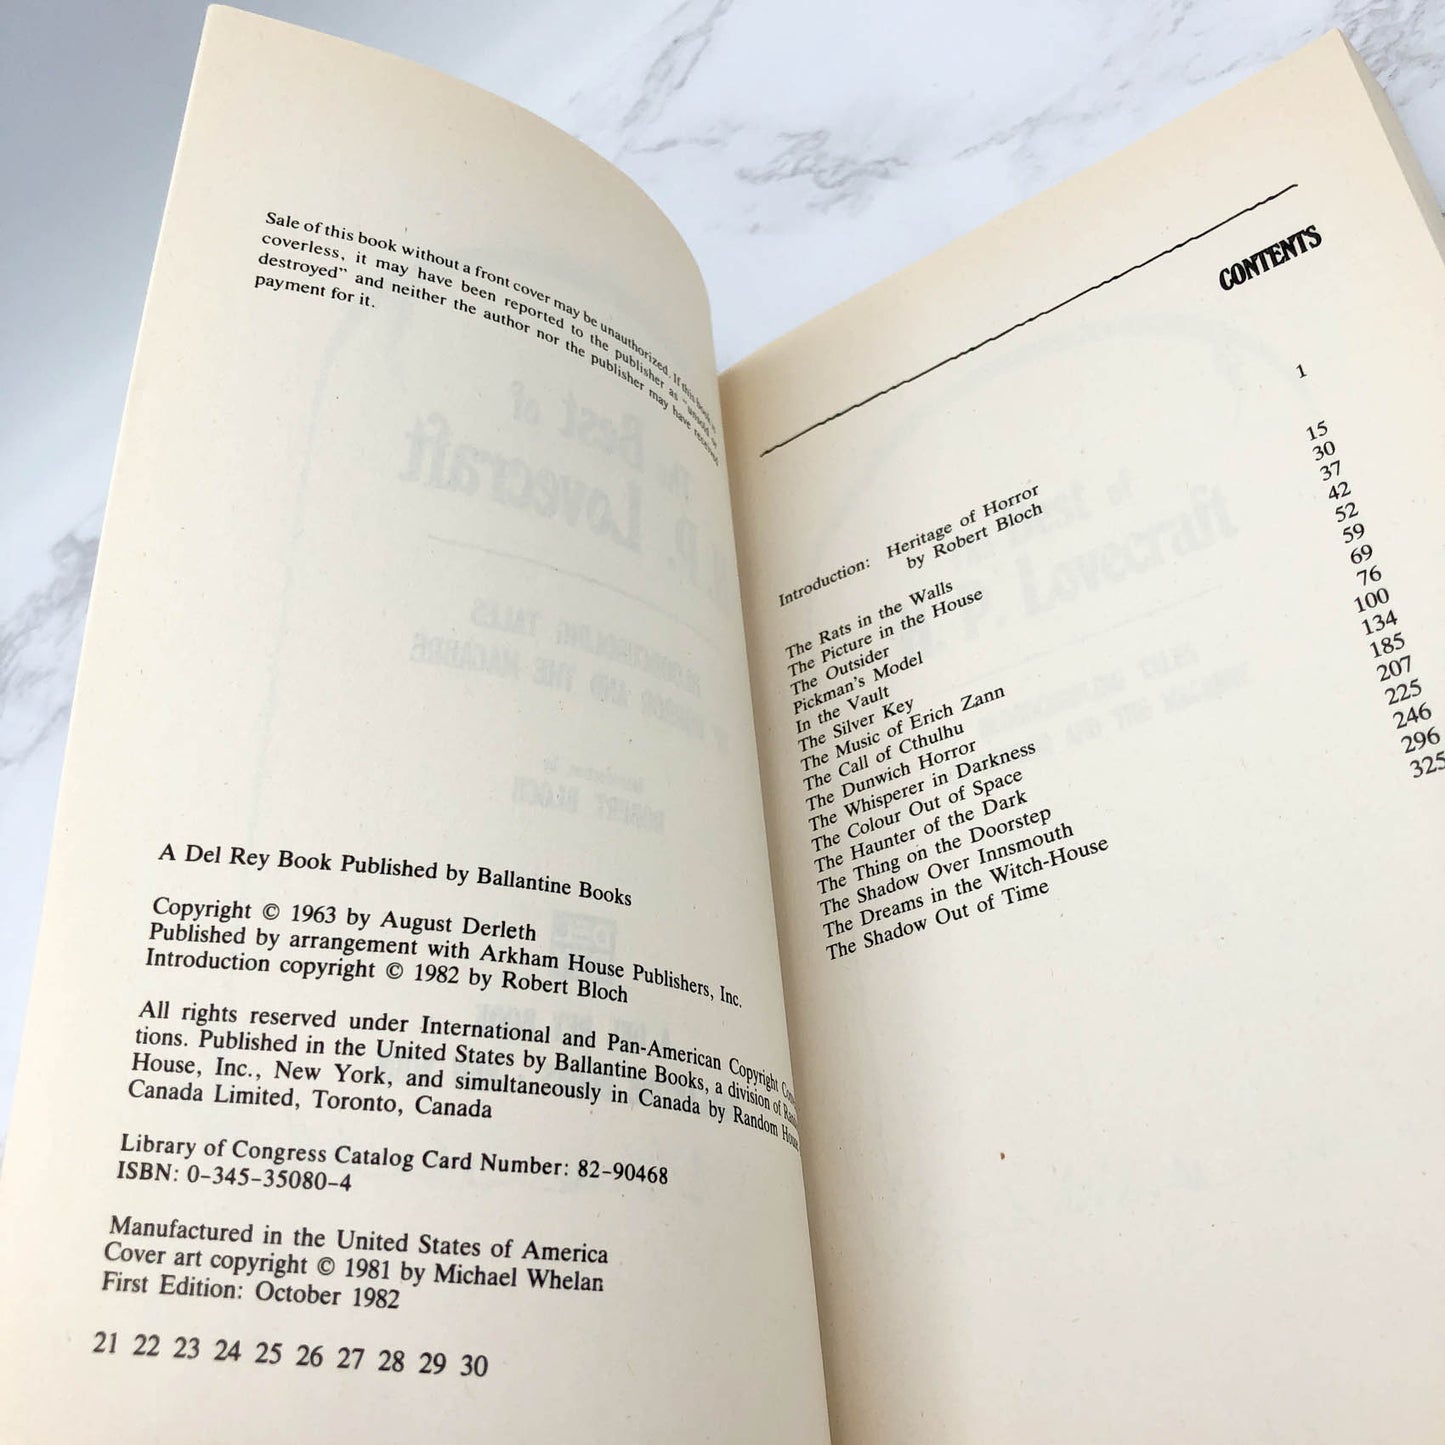 Sale of this book without a front cover may be unauthorized. If this book is
coverless, it may have been reported to the publisher as "unsold or
destroyed" and neither the author nor the publisher may have received
payment for it.
A Del Rey Book Published by Ballantine Books
Copyright © 1963 by August Derleth
Published by arrangement with Arkham House Publishers, Inc.
Introduction copyright © 1982 by Robert Bloch
All rights reserved under International and Pan-American Copyright
tions. Published in the United States by Ballantine Books, a division of
House, Inc., New York, and simultaneously in Canada by Random House
Canada Limited, Toronto, Canada
Library of Congress Catalog Card Number: 82-90468
ISBN: 0-345-35080-4
Manufactured in the United States of America
Cover art copyright © 1981 by Michael Whelan
First Edition: October 1982
21 22 23 24 25 26 27 28 29 30
CONTENTS
Introduction: Heritage of Horror
by Robert Bloch 1
The Rats in the Walls 15
The Picture in the House 30
The Outsider 37
Pickman's Model 42
In the Vault 52
The Silver Key 59
The Music of Erich Zann 69
The Call of Cthulhu 76
The Dunwich Horror 100
The Whisperer in Darkness 134
The Colour Out of Space 185
The Haunter of the Dark 207
The Thing on the Doorstep 225
The Shadow Over Innsmouth 246
The Dreams in the Witch-House 296
The Shadow Out of Time 325